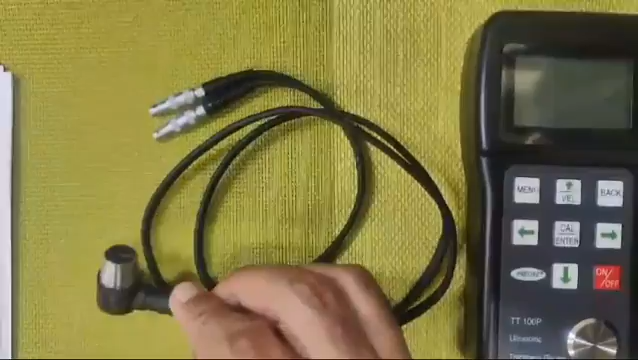 MENU
VEL
BACK
CAL
ENTER
ON/
OFF
TT 100P
Ultrasonic